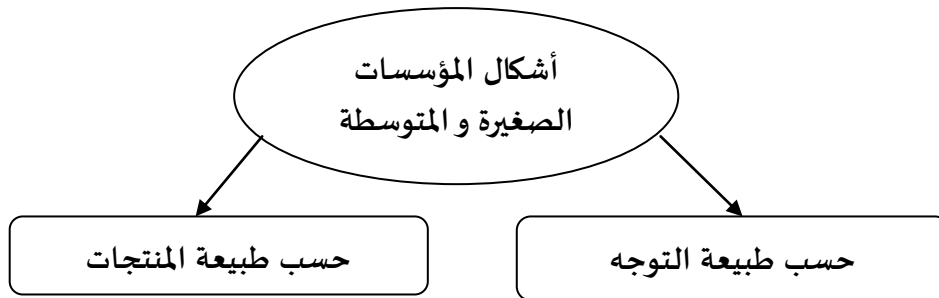 أشكال المؤسسات
الصغيرة و المتوسطة
حسب طبيعة التوجه
حسب طبيعة المنتجات